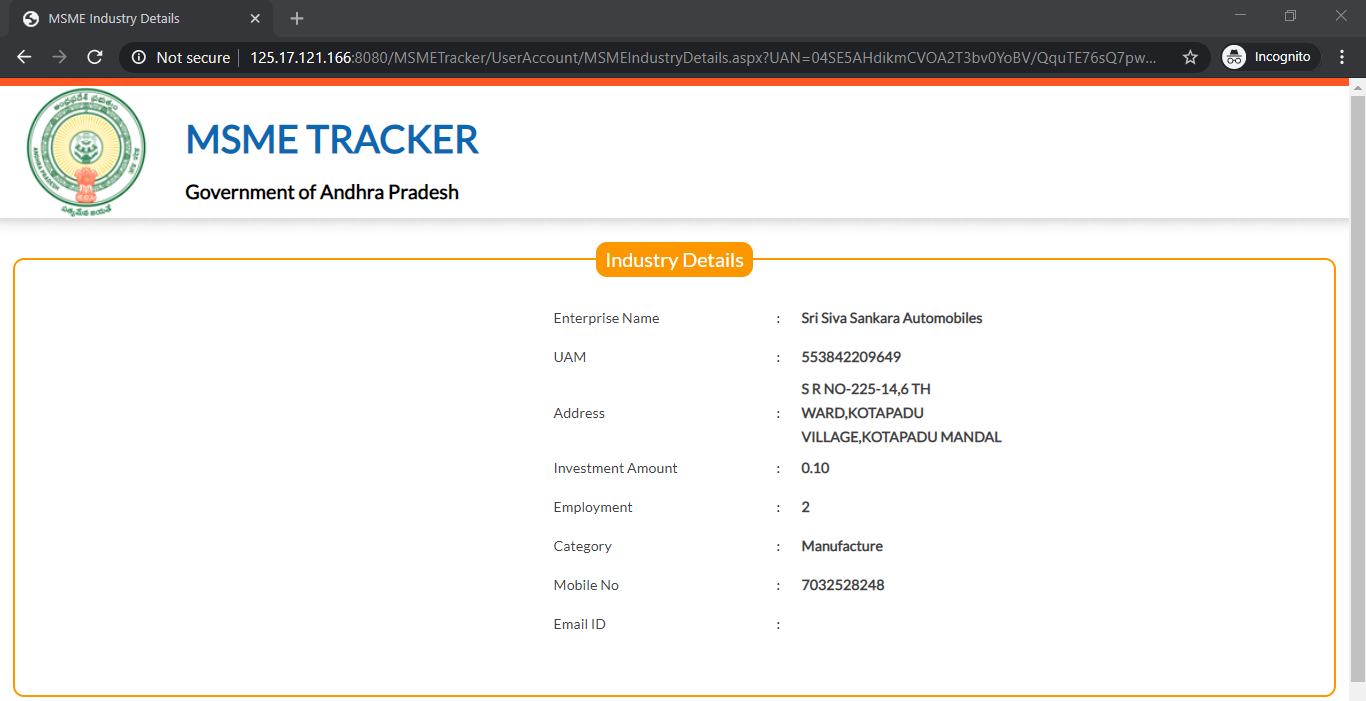 MSME Industry Details
Not secure
125.17.121.166:8080/MSMETracker/UserAccount/MSMEIndustryDetails.aspx?UAN=04SE5AHdikmCVOA2T3bv0YoBV/QquTE76sQ7pw...
Incognito
MSME TRACKER
Government of Andhra Pradesh
Industry Details
Enterprise Name : Sri Siva Sankara Automobiles
UAM : 553842209649
Address : S R NO-225-14,6 TH
WARD,KOTAPADU
VILLAGE,KOTAPADU MANDAL
Investment Amount : 0.10
Employment : 2
Category : Manufacture
Mobile No : 7032528248
Email ID :